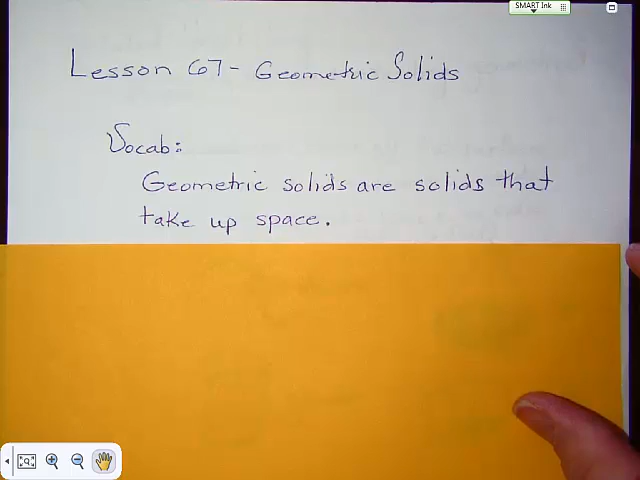 SMART Ink
Lesson 67 - Geometric Solids
Vocab:
Geometric solids are solids that
take up space.